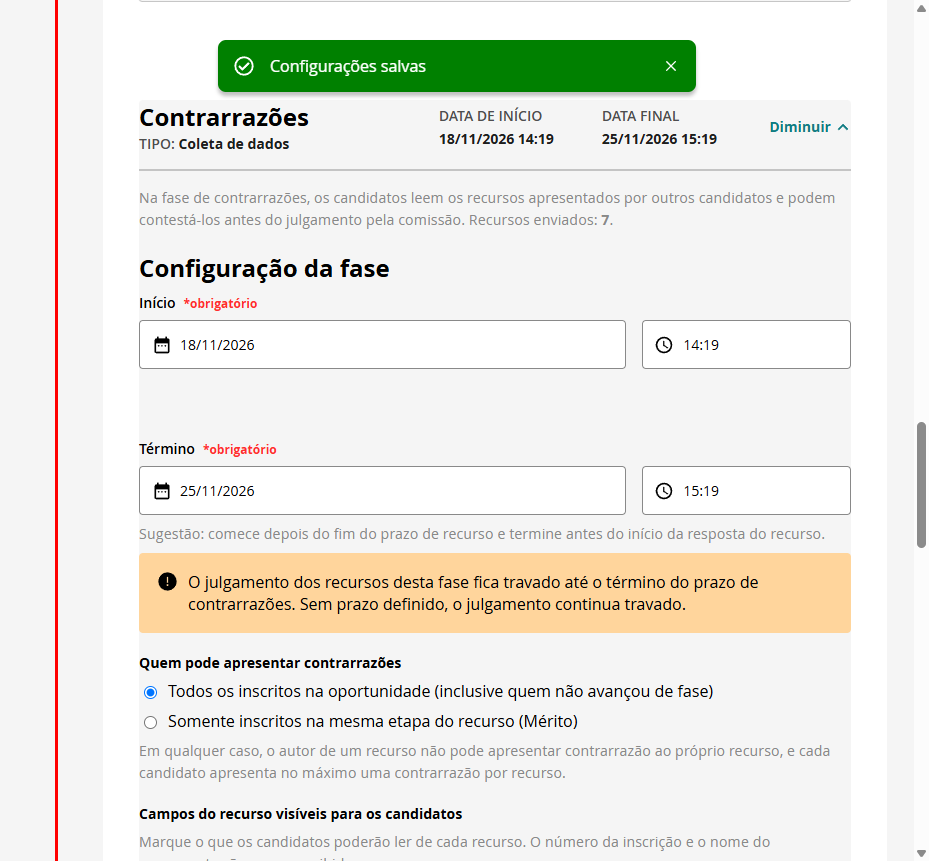 Configurações salvas
Contrarrazões
TIPO: Coleta de dados
DATA DE INÍCIO
18/11/2026 14:19
DATA FINAL
25/11/2026 15:19
Diminuir
Na fase de contrarrazões, os candidatos leem os recursos apresentados por outros candidatos e podem
contestá-los antes do julgamento pela comissão. Recursos enviados: 7.
Configuração da fase
Início *obrigatório
18/11/2026
14:19
Término *obrigatório
25/11/2026
15:19
Sugestão: comece depois do fim do prazo de recurso e termine antes do início da resposta do recurso.
O julgamento dos recursos desta fase fica travado até o término do prazo de
contrarrazões. Sem prazo definido, o julgamento continua travado.
Quem pode apresentar contrarrazões
Todos os inscritos na oportunidade (inclusive quem não avançou de fase)
Somente inscritos na mesma etapa do recurso (Mérito)
Em qualquer caso, o autor de um recurso não pode apresentar contrarrazão ao próprio recurso, e cada
candidato apresenta no máximo uma contrarrazão por recurso.
Campos do recurso visíveis para os candidatos
Marque o que os candidatos poderão ler de cada recurso. O número da inscrição e o nome do